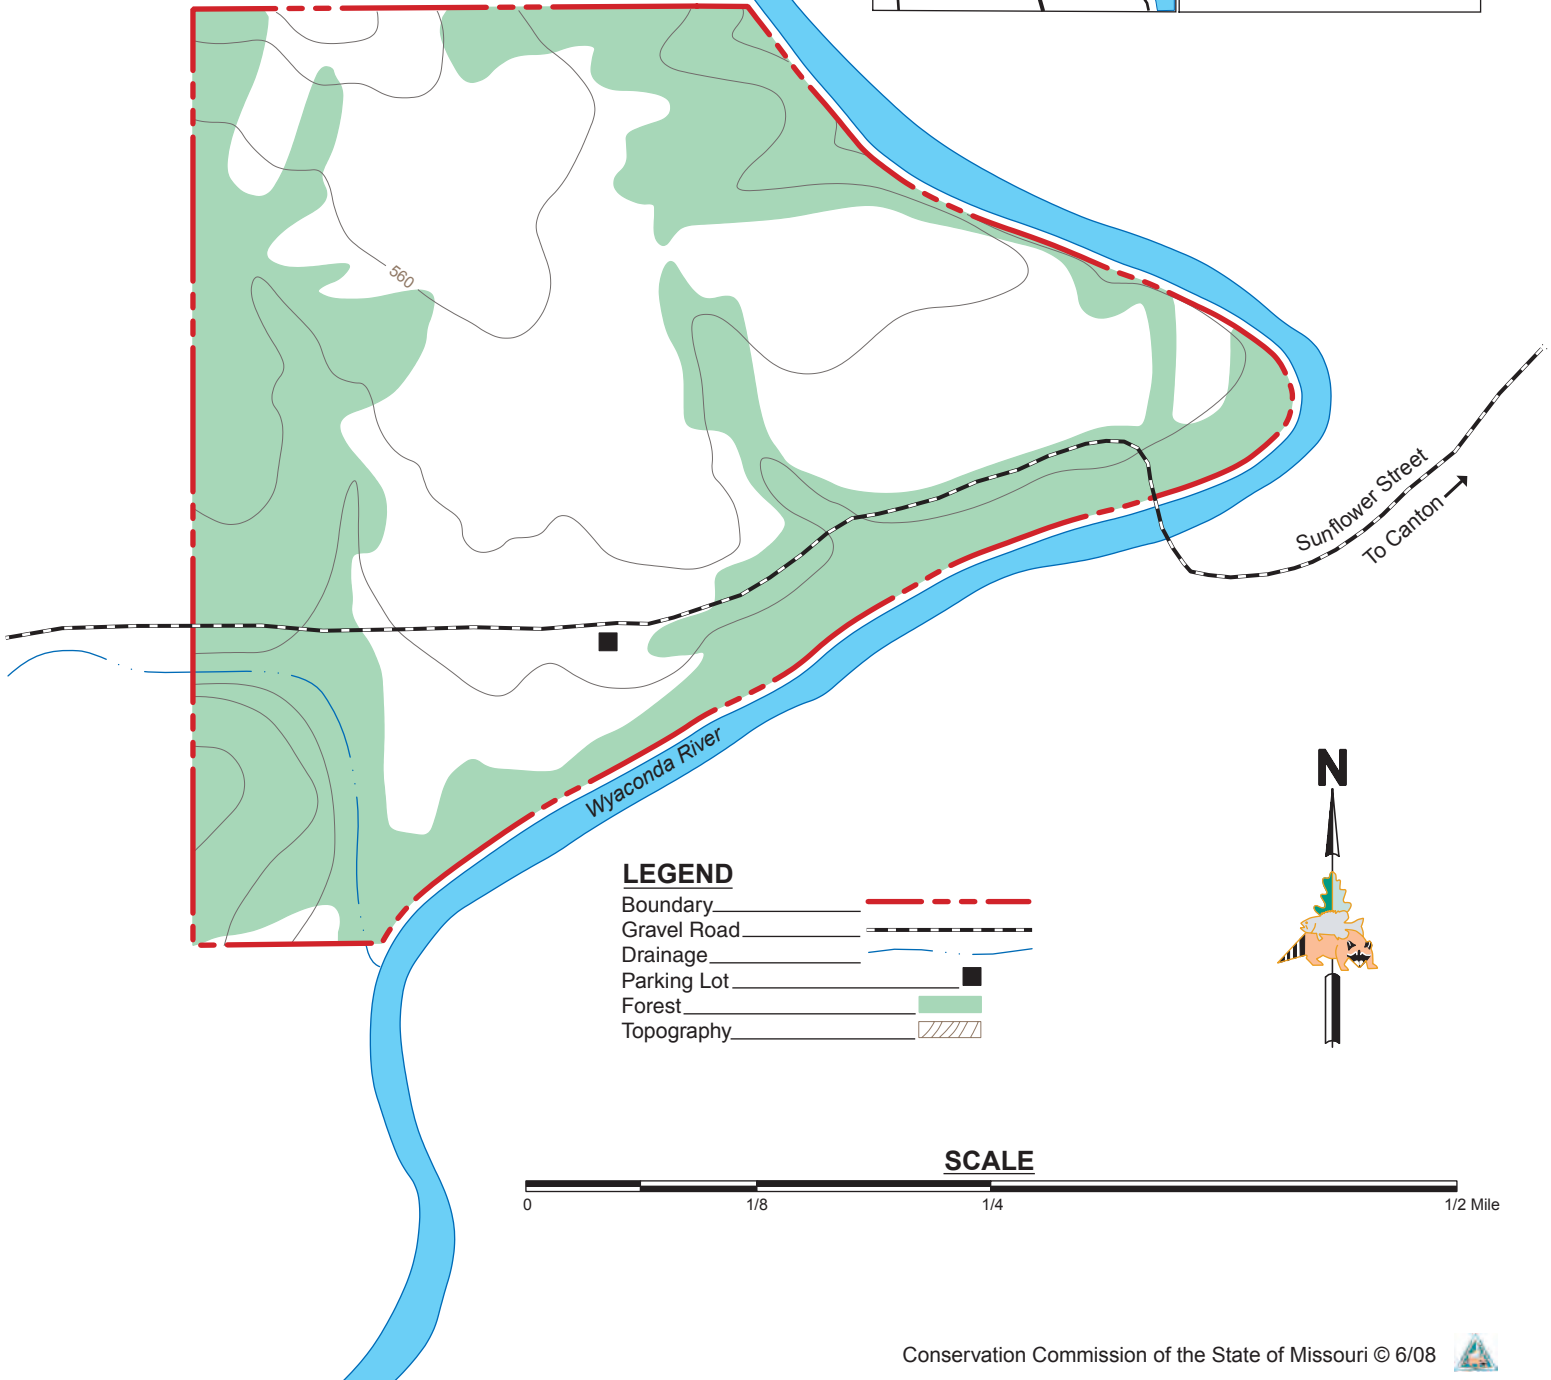 560
Sunflower Street
To Canton
Wyaconda River
N
LEGEND
Boundary
Gravel Road
Drainage
Parking Lot
Forest
Topography
SCALE
0 1/8 1/4 1/2 Mile
Conservation Commission of the State of Missouri © 6/08